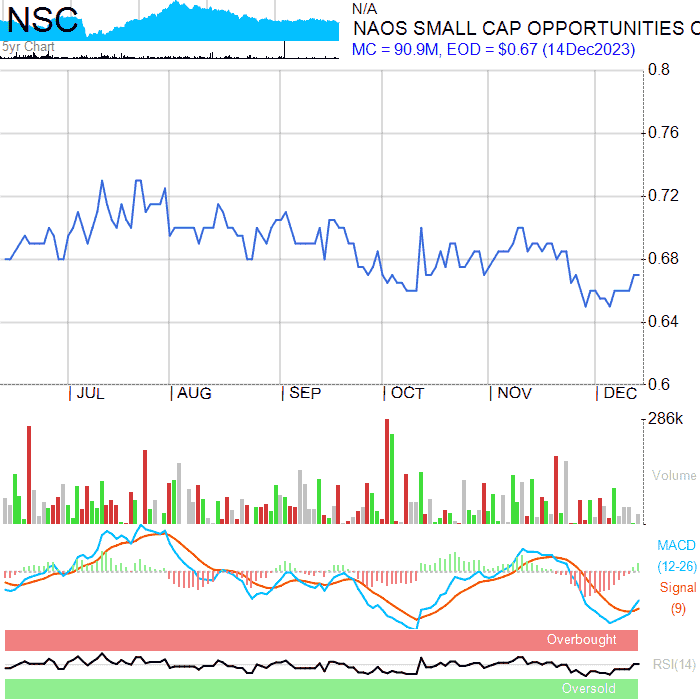 NSC
5yr Chart
N/A
NAOS SMALL CAP OPPORTUNITIES C
MC = 90.9M, EOD = $0.67 (14Dec2023)
0.8
0.76
0.72
0.68
0.64
0.6
JUL AUG SEP OCT NOV DEC
286k
Volume
MACD
(12-26)
Signal
(9)
Overbought
RSI(14)
Oversold